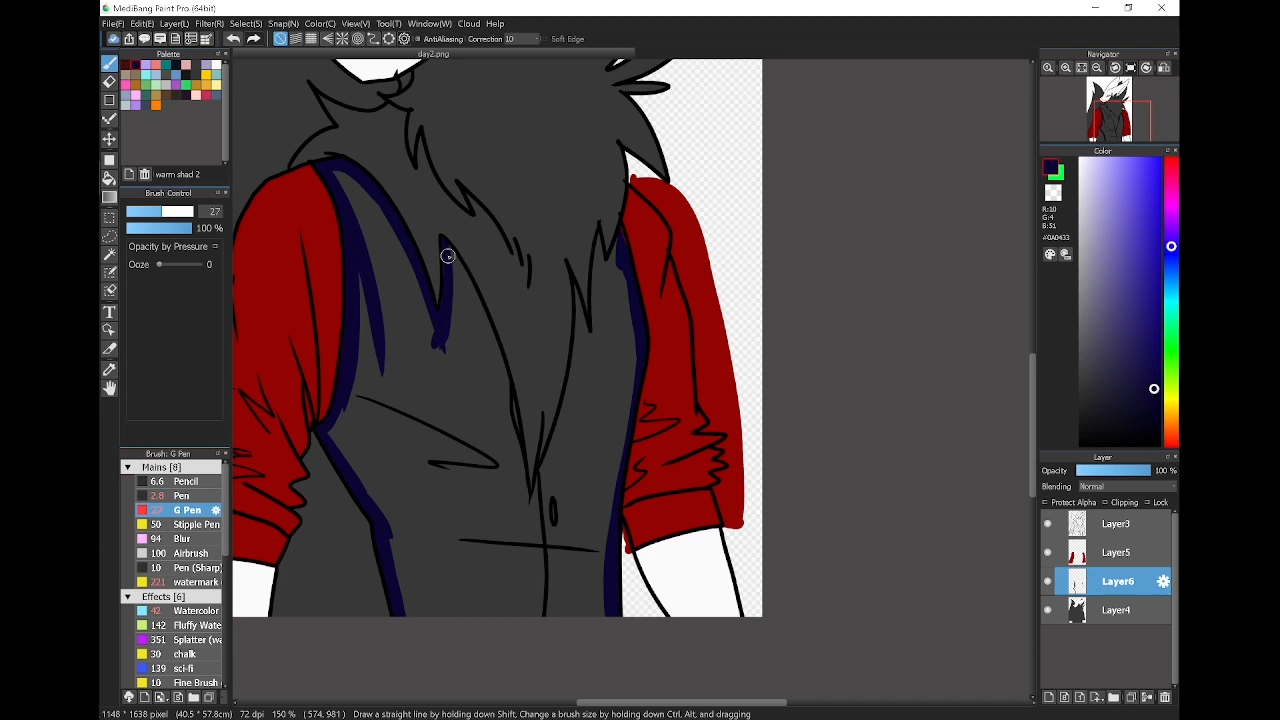 MediBang Paint Pro (64bit)
File(F) Edit(E) Layer(L) Filter(R) Select(S) Snap(N) Color(C) View(V) Tool(T) Window(W) Cloud Help
AntiAliasing Correction 10 Soft Edge
Palette
day2.png
Navigator
warm shad 2
Brush Control
27
100 %
Opacity by Pressure
Ooze 0
Color
R:10
G:4
B:51
#0A0433
Brush: G Pen
Mains [8]
6.6 Pencil
2.8 Pen
27 G Pen
50 Stipple Pen
94 Blur
100 Airbrush
10 Pen (Sharp)
221 watermark
Effects [6]
42 Watercolor
142 Fluffy Wate
351 Splatter (wa
30 chalk
139 sci-fi
10 Fine Brush
Layer
Opacity 100 %
Blending Normal
Protect Alpha Clipping Lock
Layer3
Layer5
Layer6
Layer4
1148 * 1638 pixel (40.5 * 57.8cm) 72 dpi 150 % ( 574, 981 ) Draw a straight line by holding down Shift, Change a brush size by holding down Ctrl, Alt, and dragging